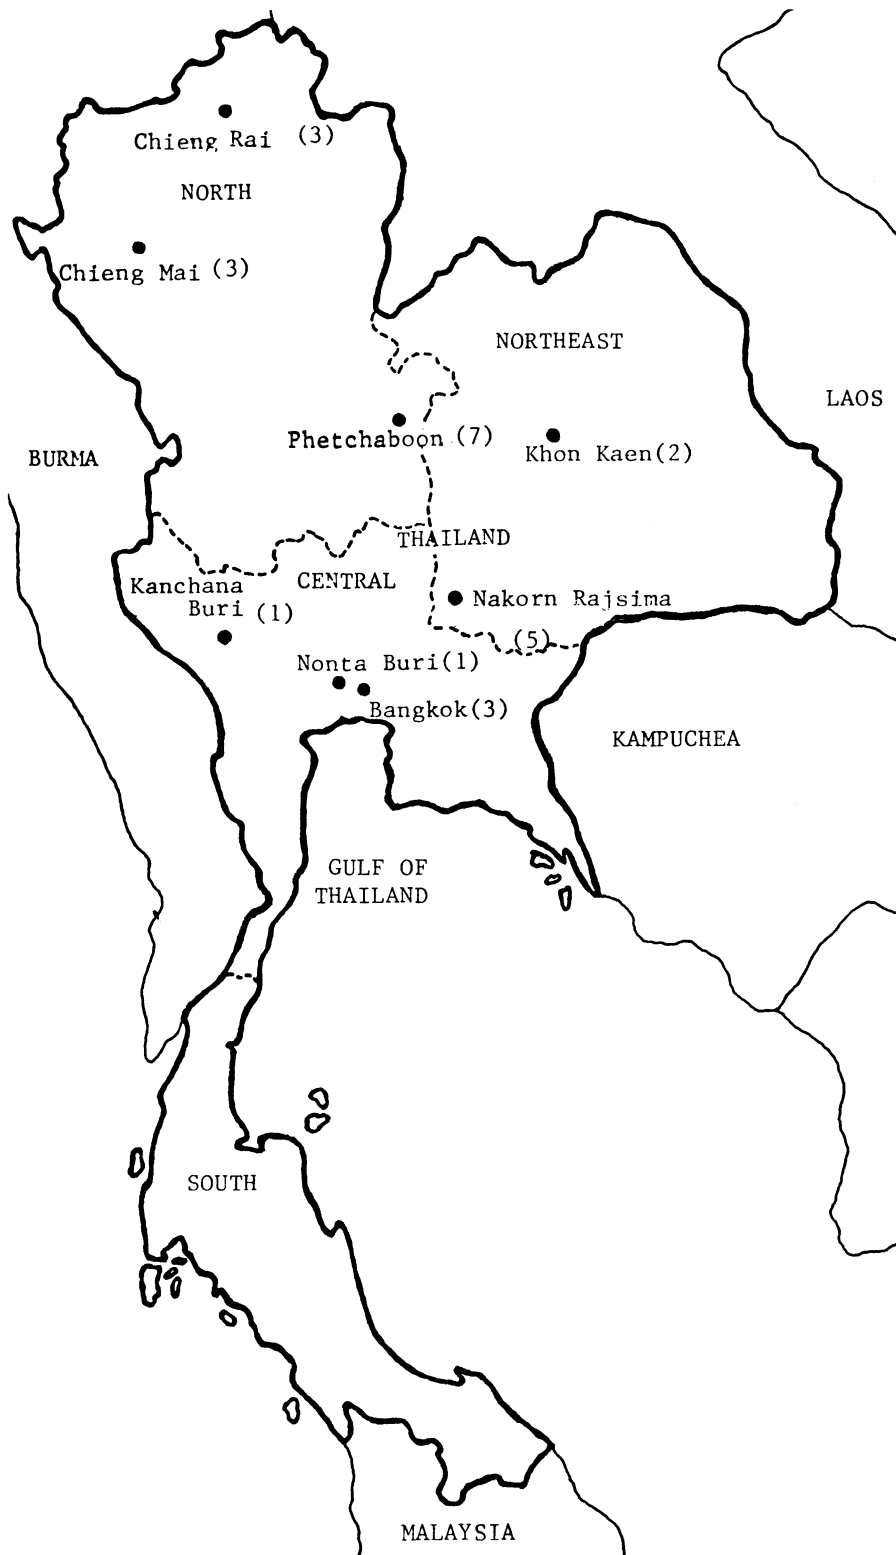 Chieng Rai (3)
NORTH
Chieng Mai (3)
NORTHEAST
LAOS
Phetchaboon (7)
Khon Kaen (2)
BURMA
THAILAND
CENTRAL
Kanchana
Buri (1)
Nakorn Rajsima
(5)
Nonta Buri (1)
Bangkok (3)
KAMPUCHEA
GULF OF
THAILAND
SOUTH
MALAYSIA